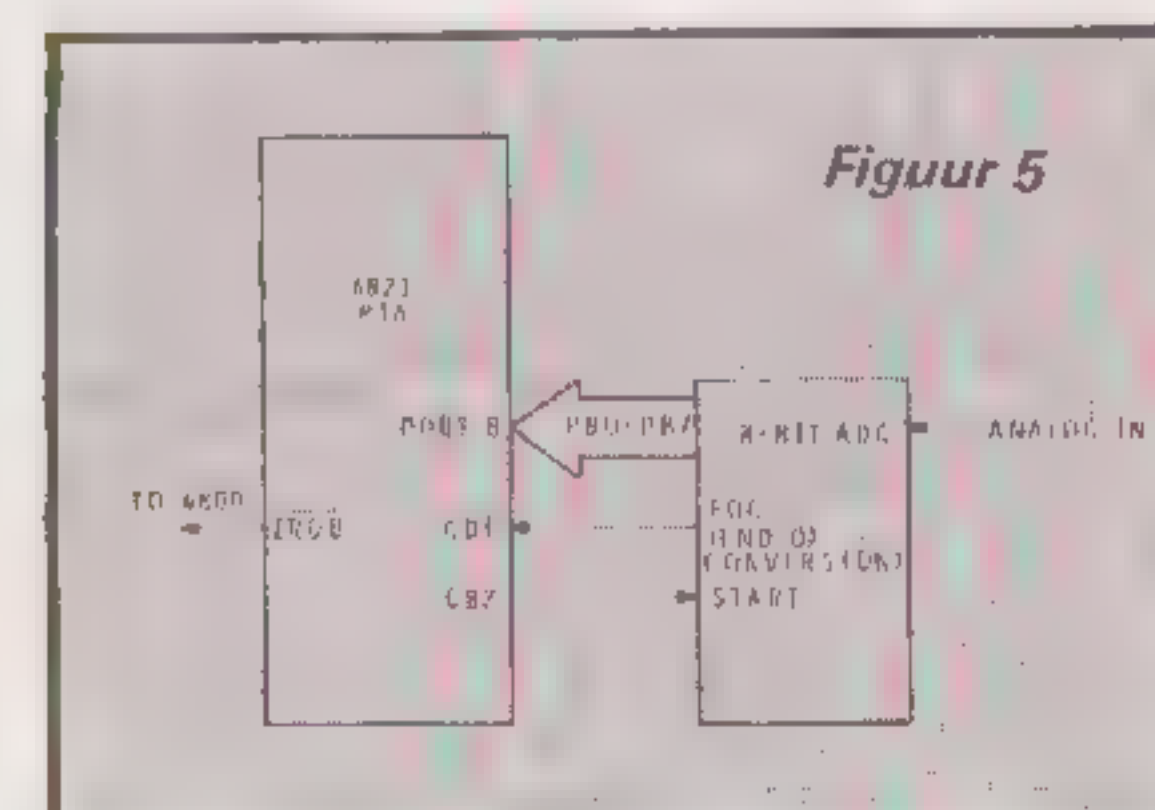 Figuur 5
6821
PIA
PORT B
PB0-PB7
8-BIT ADC
ANALOG IN
TO 6800
IRQB
CB1
EOC
(END OF
CONVERSION)
CB2
START